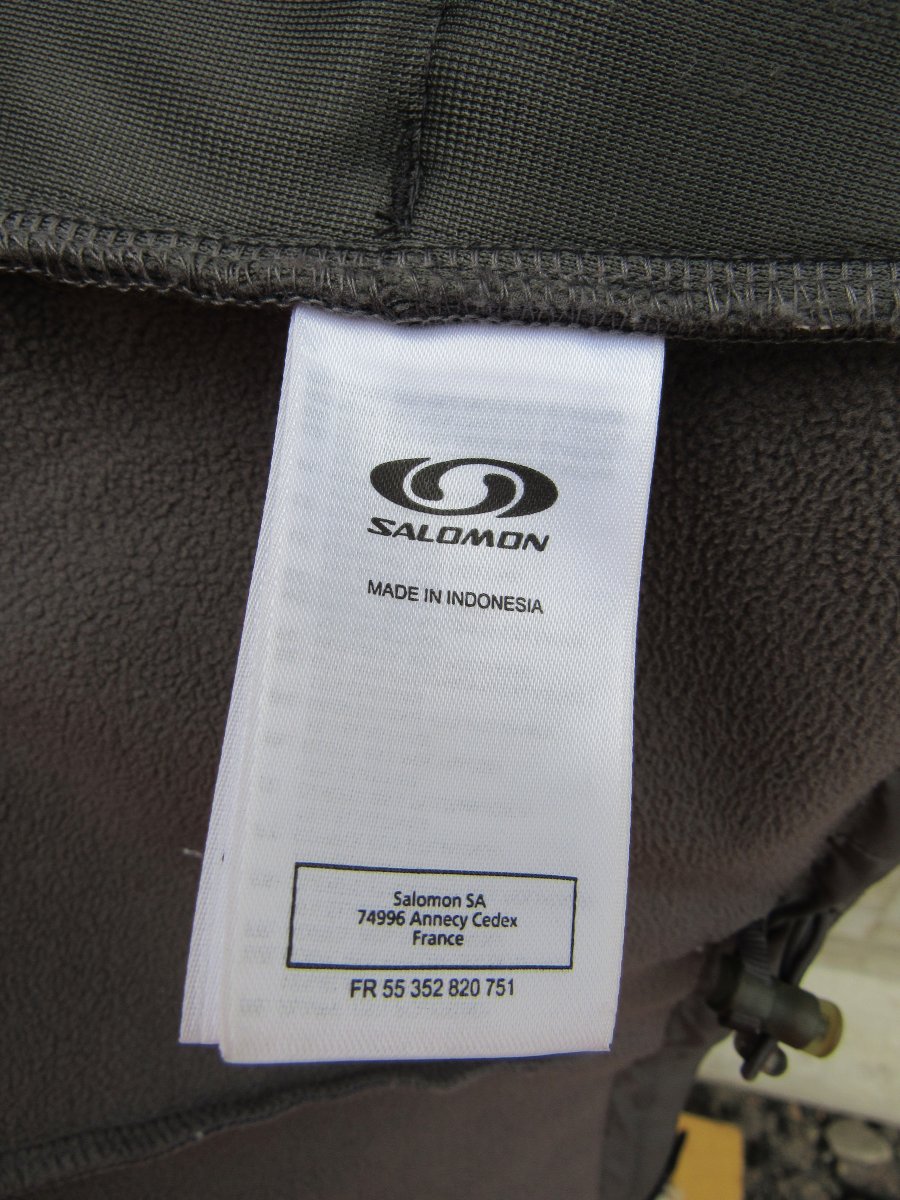 SALOMON
MADE IN INDONESIA
Salomon SA
74996 Annecy Cedex
France
FR 55 352 820 751